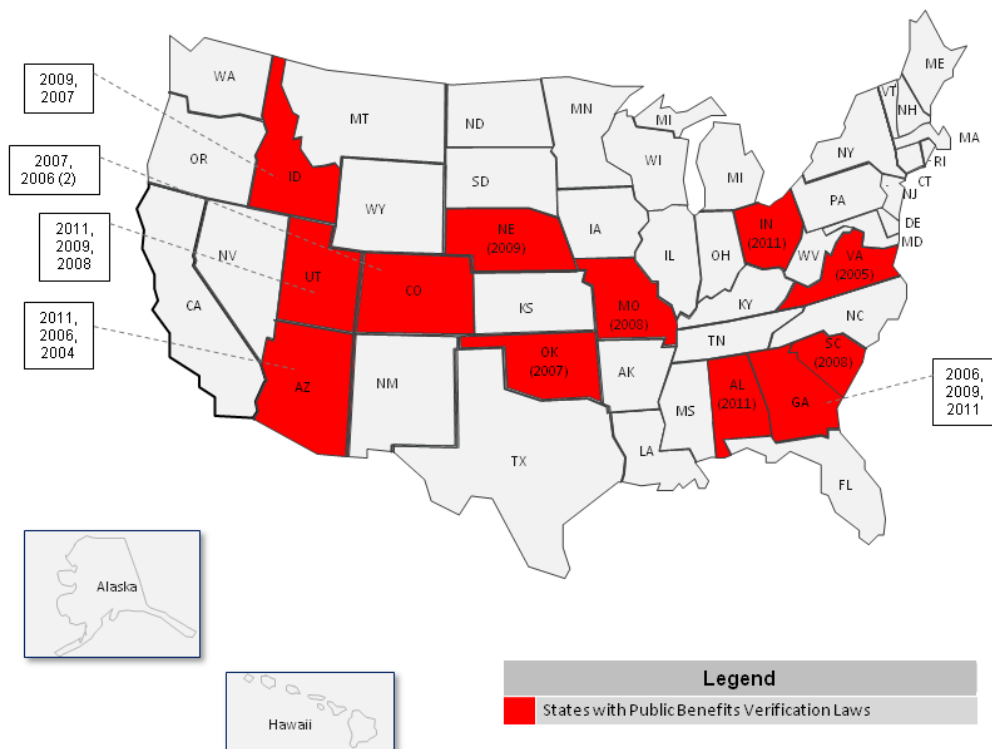 WA
MT
ND
MN
MI
ME
VT
NH
MA
2009,
2007
OR
ID
WY
SD
WI
MI
NY
RI
CT
2007,
2006 (2)
NV
UT
CO
NE
(2009)
IA
IL
OH
IN
(2011)
PA
NJ
DE
MD
WV
VA
(2005)
2011,
2009,
2008
CA
KS
MO
(2008)
KY
NC
2011,
2006,
2004
AZ
NM
OK
(2007)
AK
TN
SC
(2008)
MS
AL
(2011)
GA
2006,
2009,
2011
TX
LA
FL
Alaska
Hawaii
Legend
States with Public Benefits Verification Laws